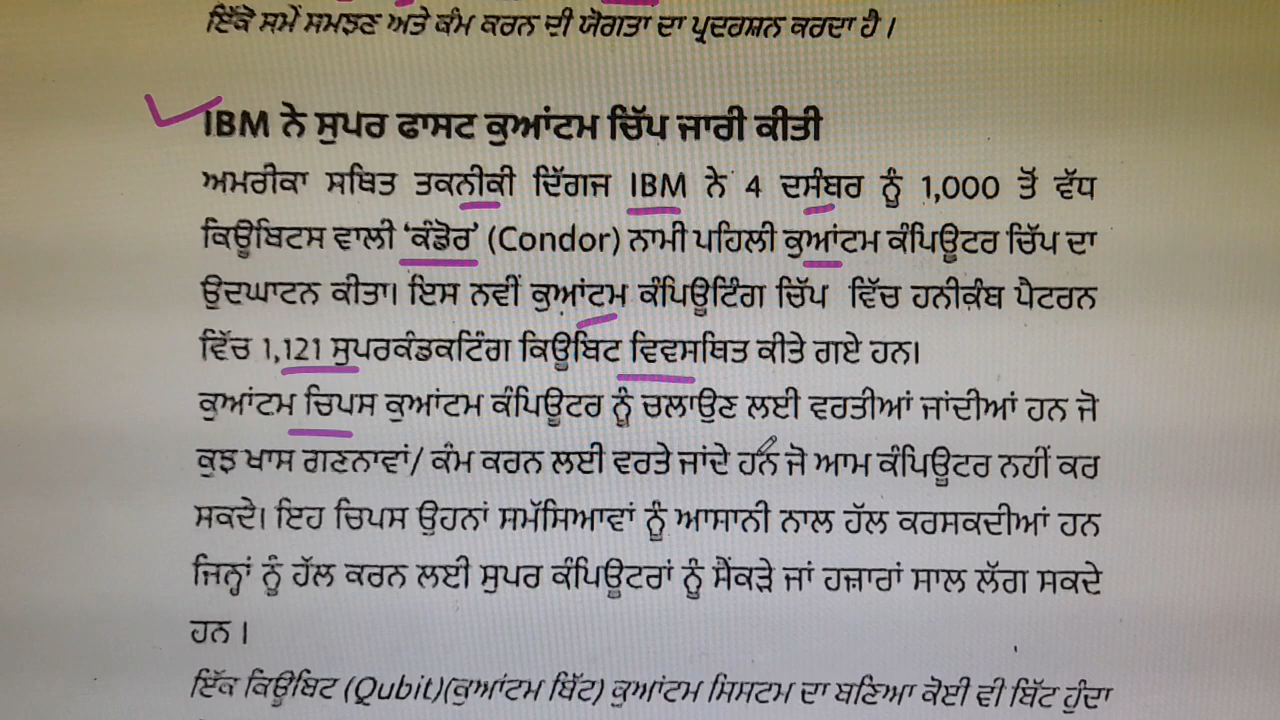 ਇੱਕੋ ਸਮੇਂ ਸਮਝਣ ਅਤੇ ਕੰਮ ਕਰਨ ਦੀ ਯੋਗਤਾ ਦਾ ਪ੍ਰਦਰਸ਼ਨ ਕਰਦਾ ਹੈ।
IBM ਨੇ ਸੁਪਰ ਫਾਸਟ ਕੁਆਂਟਮ ਚਿੱਪ ਜਾਰੀ ਕੀਤੀ
ਅਮਰੀਕਾ ਸਥਿਤ ਤਕਨੀਕੀ ਦਿੱਗਜ IBM ਨੇ 4 ਦਸੰਬਰ ਨੂੰ 1,000 ਤੋਂ ਵੱਧ
ਕਿਊਬਿਟਸ ਵਾਲੀ ‘ਕੰਡੋਰ’ (Condor) ਨਾਮੀ ਪਹਿਲੀ ਕੁਆਂਟਮ ਕੰਪਿਊਟਰ ਚਿੱਪ ਦਾ
ਉਦਘਾਟਨ ਕੀਤਾ। ਇਸ ਨਵੀਂ ਕੁਆਂਟਮ ਕੰਪਿਊਟਿੰਗ ਚਿੱਪ ਵਿੱਚ ਹਨੀਕੰਬ ਪੈਟਰਨ
ਵਿੱਚ 1,121 ਸੁਪਰਕੰਡਕਟਿੰਗ ਕਿਊਬਿਟ ਵਿਵਸਥਿਤ ਕੀਤੇ ਗਏ ਹਨ।
ਕੁਆਂਟਮ ਚਿਪਸ ਕੁਆਂਟਮ ਕੰਪਿਊਟਰ ਨੂੰ ਚਲਾਉਣ ਲਈ ਵਰਤੀਆਂ ਜਾਂਦੀਆਂ ਹਨ ਜੋ
ਕੁਝ ਖਾਸ ਗਣਨਾਵਾਂ/ ਕੰਮ ਕਰਨ ਲਈ ਵਰਤੇ ਜਾਂਦੇ ਹਨ ਜੋ ਆਮ ਕੰਪਿਊਟਰ ਨਹੀਂ ਕਰ
ਸਕਦੇ। ਇਹ ਚਿਪਸ ਉਹਨਾਂ ਸਮੱਸਿਆਵਾਂ ਨੂੰ ਆਸਾਨੀ ਨਾਲ ਹੱਲ ਕਰਸਕਦੀਆਂ ਹਨ
ਜਿਨ੍ਹਾਂ ਨੂੰ ਹੱਲ ਕਰਨ ਲਈ ਸੁਪਰ ਕੰਪਿਊਟਰਾਂ ਨੂੰ ਸੈਂਕੜੇ ਜਾਂ ਹਜ਼ਾਰਾਂ ਸਾਲ ਲੱਗ ਸਕਦੇ
ਹਨ।
ਇੱਕ ਕਿਊਬਿਟ (Qubit)(ਕੁਆਂਟਮ ਬਿੱਟ) ਕੁਆਂਟਮ ਸਿਸਟਮ ਦਾ ਬਣਿਆ ਕੋਈ ਵੀ ਬਿੱਟ ਹੁੰਦਾ